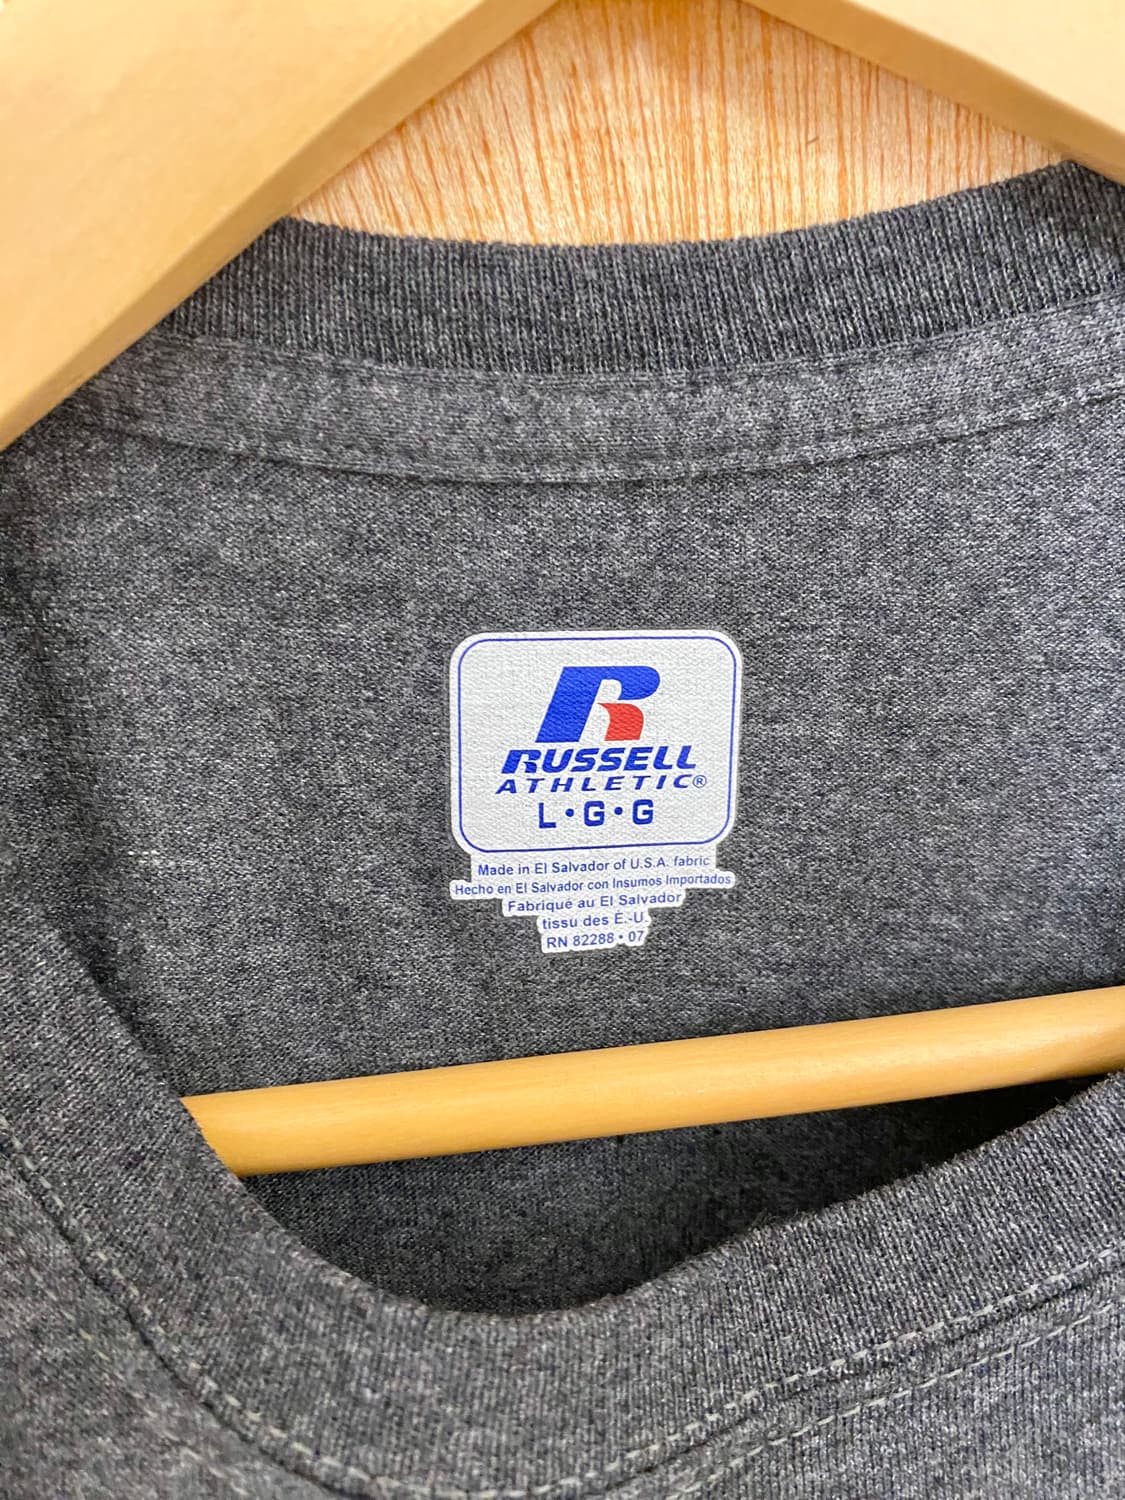 R
RUSSELL
ATHLETIC®
L•G•G
Made in El Salvador of U.S.A. fabric
Hecho en El Salvador con Insumos Importados
Fabriqué au El Salvador
tissu des É.-U.
RN 82288 • 07